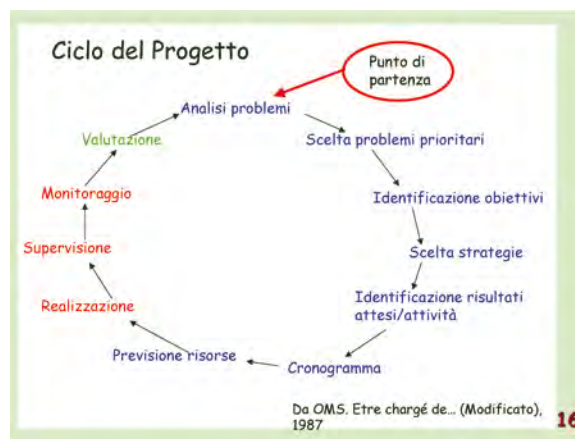 Ciclo del Progetto
Punto di
partenza
Analisi problemi
Scelta problemi prioritari
Identificazione obiettivi
Scelta strategie
Identificazione risultati
attesi/attività
Cronogramma
Previsione risorse
Realizzazione
Supervisione
Monitoraggio
Valutazione
Da OMS. Etre chargé de... (Modificato),
1987
16